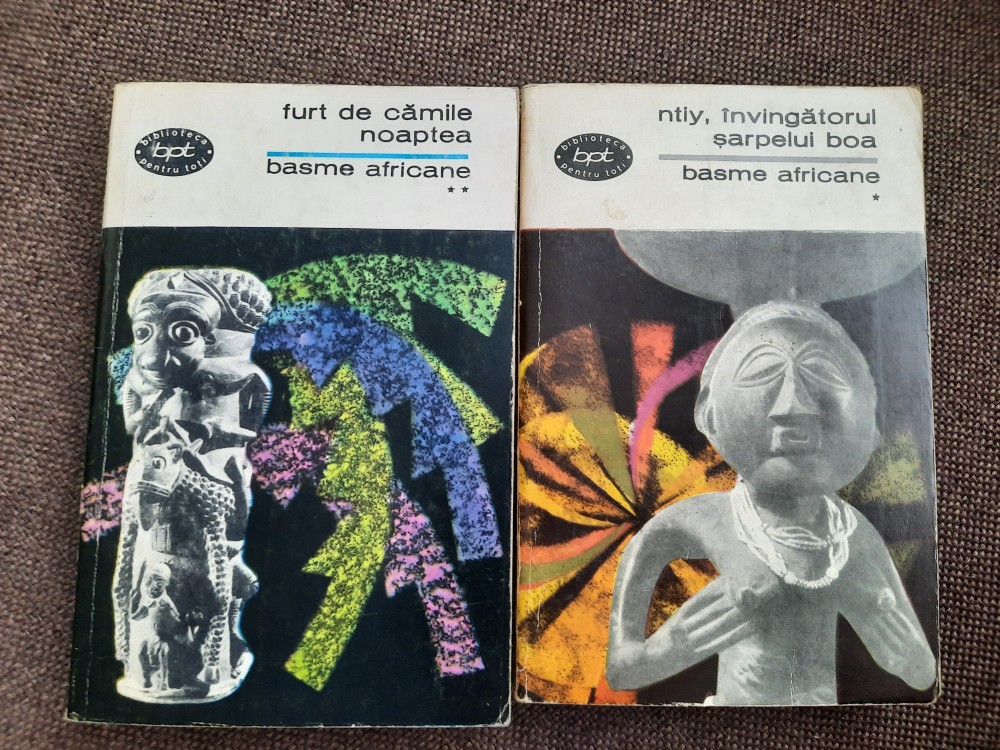 furt de cămile
noaptea
biblioteca
bpt
pentru toți
basme africane
**
ntiy, învingătorul
șarpelui boa
biblioteca
bpt
pentru toți
basme africane
*